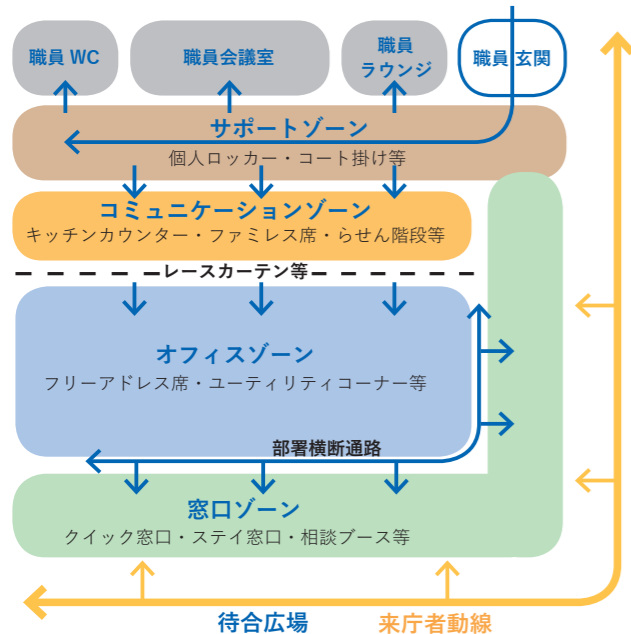 職員 WC
職員会議室
職員
ラウンジ
職員 玄関
サポートゾーン
個人ロッカー・コート掛け等
コミュニケーションゾーン
キッチンカウンター・ファミレス席・らせん階段等
レースカーテン等
オフィスゾーン
フリーアドレス席・ユーティリティコーナー等
部署横断通路
窓口ゾーン
クイック窓口・ステイ窓口・相談ブース等
待合広場
来庁者動線